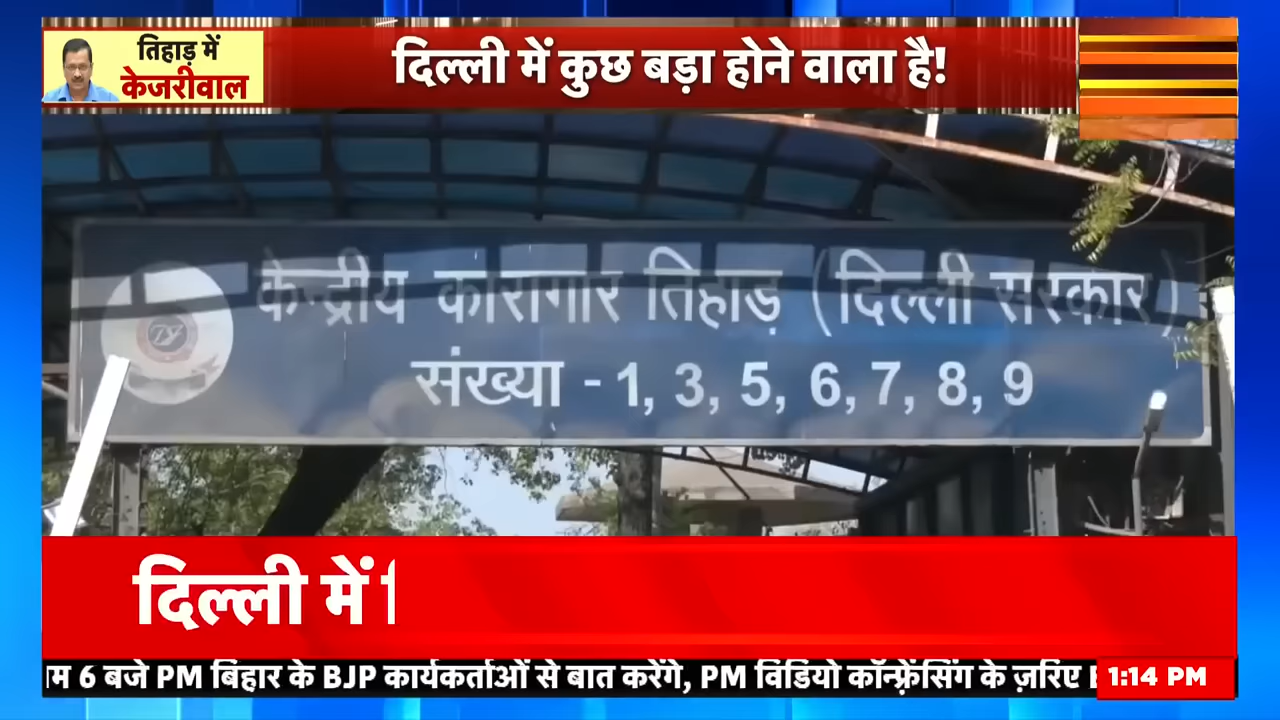 तिहाड़ में
केजरीवाल
दिल्ली में कुछ बड़ा होने वाला है!
केन्द्रीय कारागार तिहाड़ (दिल्ली सरकार)
संख्या - 1, 3, 5, 6, 7, 8, 9
दिल्ली में
6 बजे PM बिहार के BJP कार्यकर्ताओं से बात करेंगे, PM विडियो कॉन्फ़्रेंसिंग के ज़रिए
1:14 PM